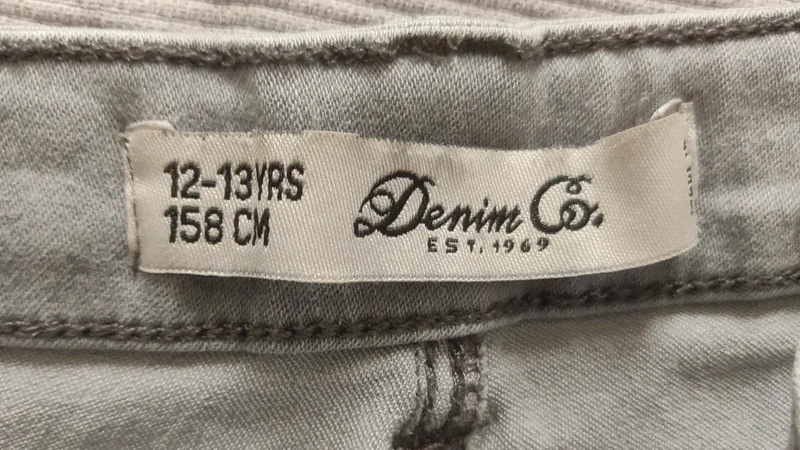 12-13YRS
158 CM
Denim Co.
EST. 1969